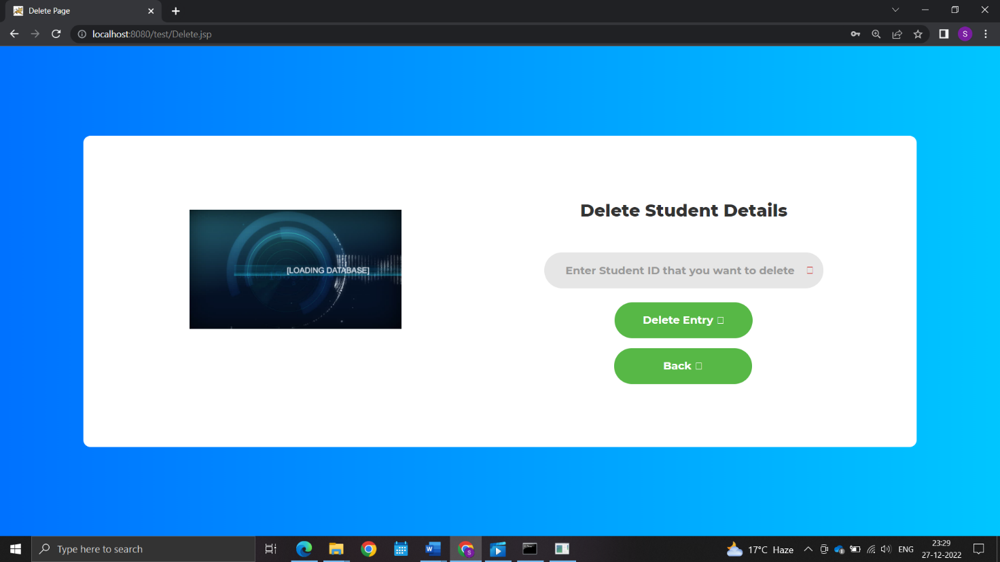 Delete Page
localhost:8080/test/Delete.jsp
S
Delete Student Details
[LOADING DATABASE]
Enter Student ID that you want to delete
Delete Entry
Back
Type here to search
W
S
17°C Haze
ENG
23:29
27-12-2022